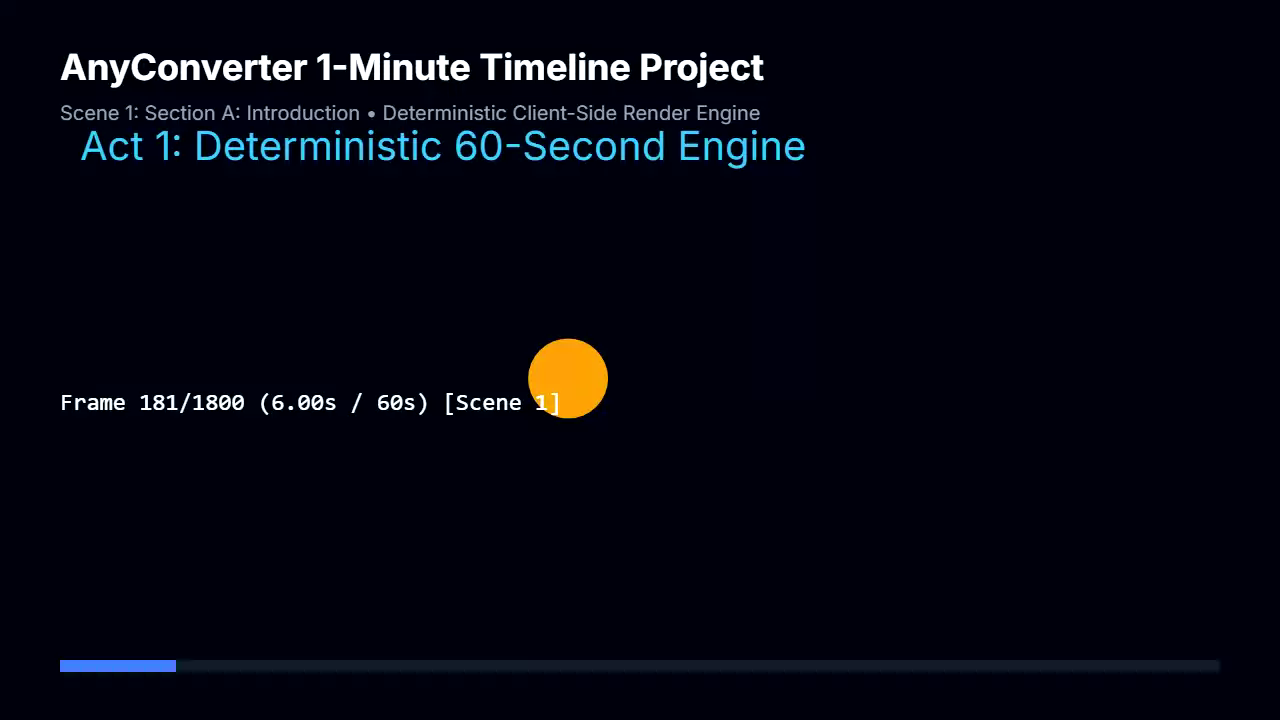 AnyConverter 1-Minute Timeline Project
Scene 1: Section A: Introduction • Deterministic Client-Side Render Engine
Act 1: Deterministic 60-Second Engine
Frame 181/1800 (6.00s / 60s) [Scene 1]